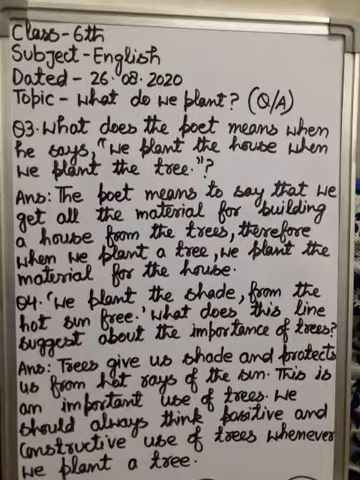 Class-6th
Subject-English
Dated-26.08.2020
Topic-What do we plant? (Q/A)
Q3.What does the poet means when
he says,"We plant the house when
we plant the tree."?
Ans: The poet means to say that we
get all the material for building
a house from the trees, therefore
when we plant a tree, we plant the
material for the house.
Q4. "We plant the shade, from the
hot sun free.' What does this line
suggest about the importance of trees?
Ans: Trees give us shade and protects
us from hot rays of the sun. This is
an important use of trees. We
should always think positive and
constructive use of trees whenever
we plant a tree.